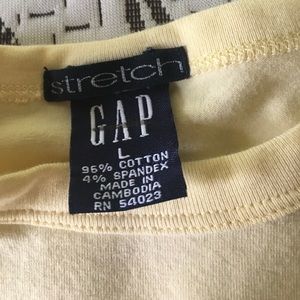 stretch
GAP
L
96% COTTON
4% SPANDEX
MADE IN
CAMBODIA
RN 54023